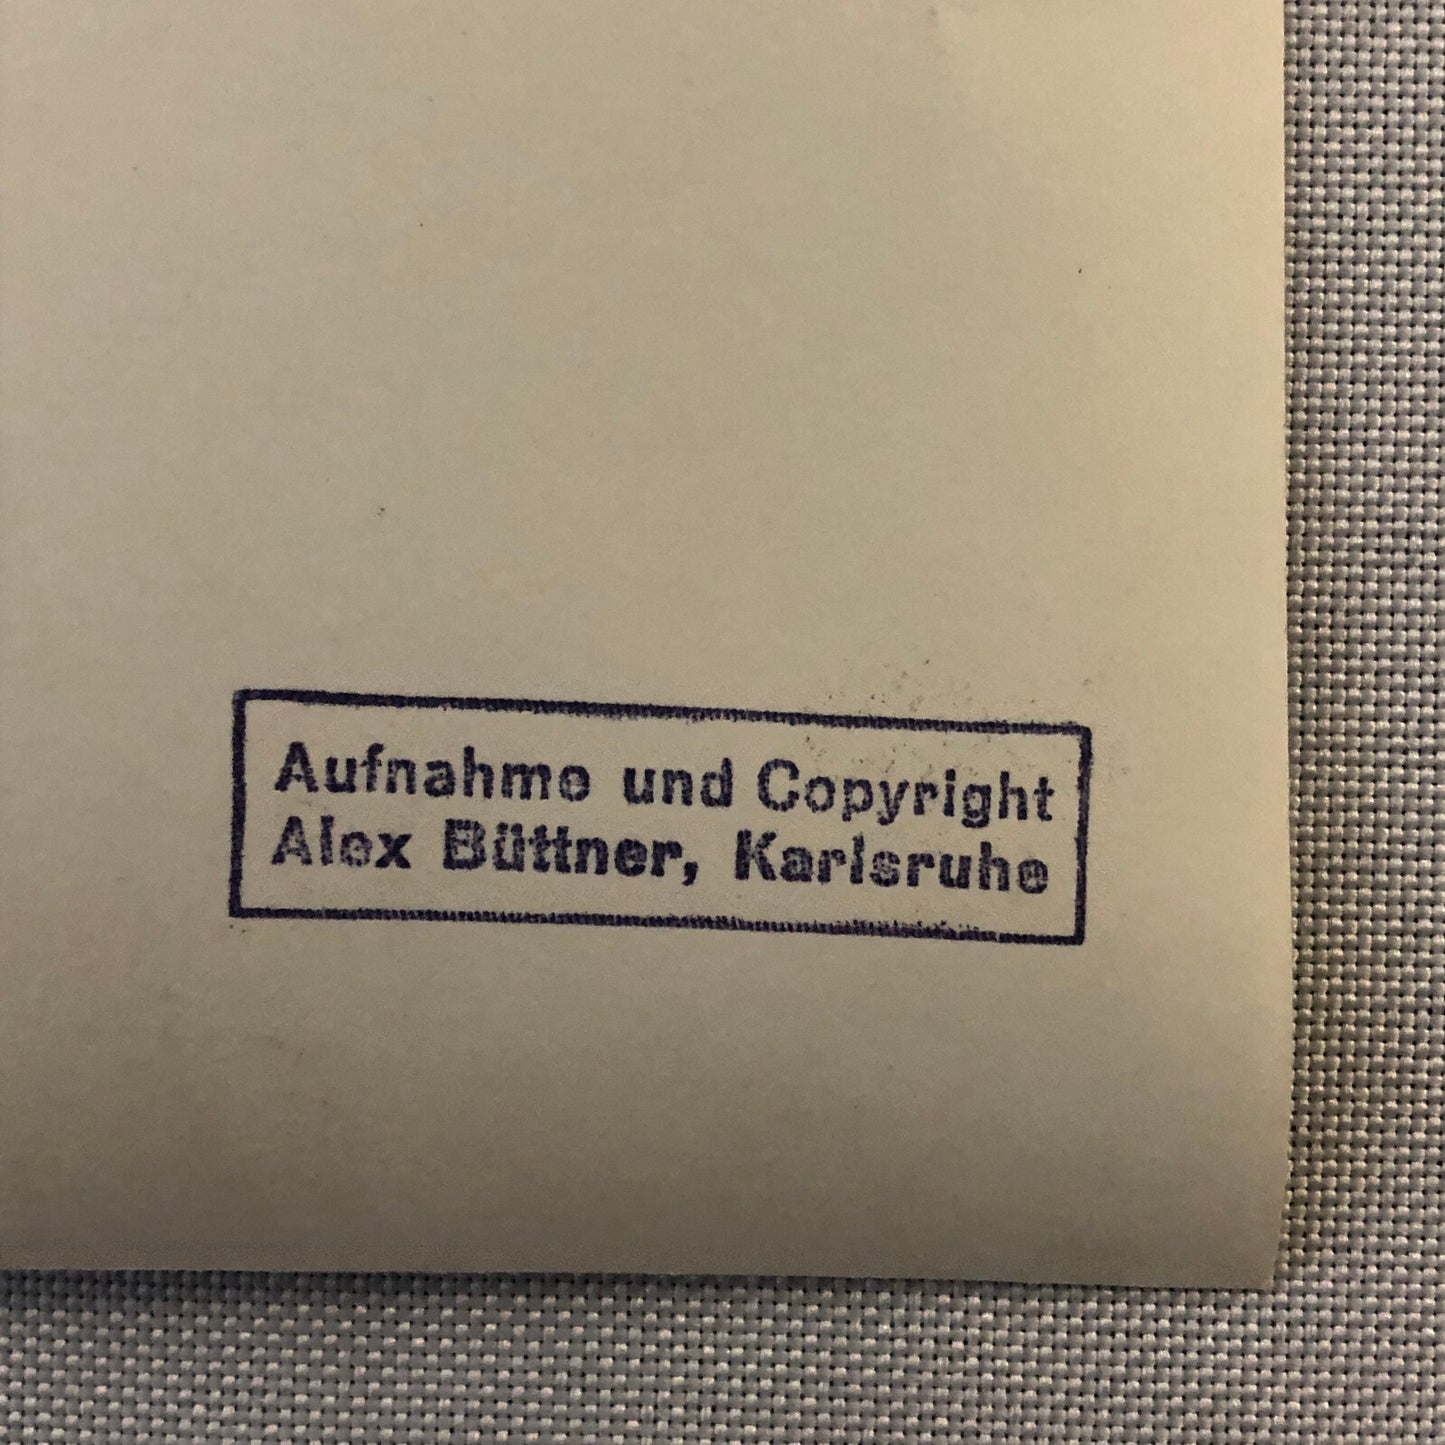 Aufnahme und Copyright
Alex Büttner, Karlsruhe